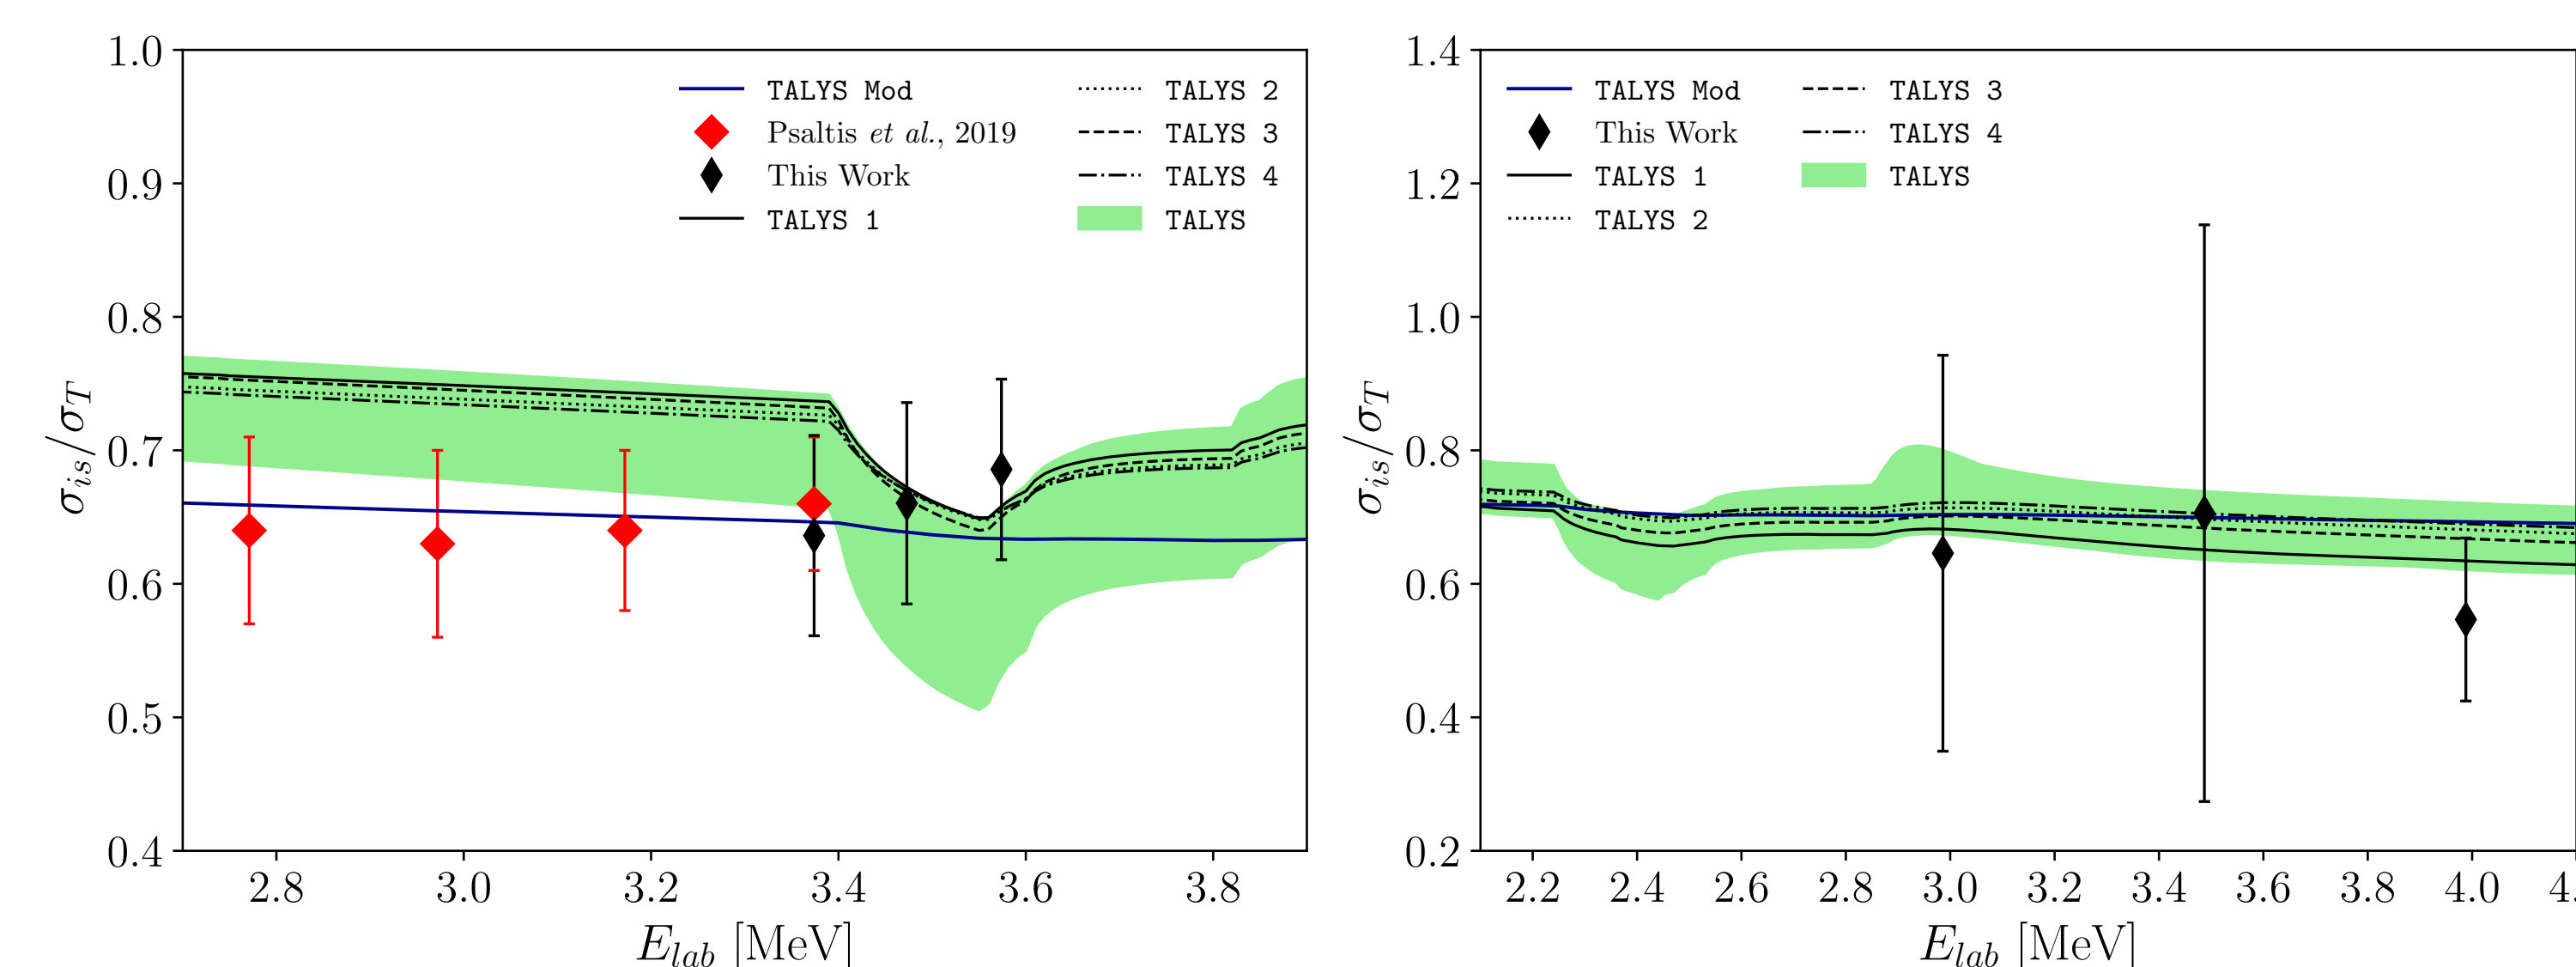 1.0
0.9
0.8
0.7
0.6
0.5
0.4
σis/σT
TALYS Mod
Psaltis et al., 2019
This Work
TALYS 1
TALYS 2
TALYS 3
TALYS 4
TALYS
2.8 3.0 3.2 3.4 3.6 3.8
Elab [MeV]
1.4
1.2
1.0
0.8
0.6
0.4
0.2
σis/σT
TALYS Mod
This Work
TALYS 1
TALYS 2
TALYS 3
TALYS 4
TALYS
2.2 2.4 2.6 2.8 3.0 3.2 3.4 3.6 3.8 4.0 4.
Elab [MeV]